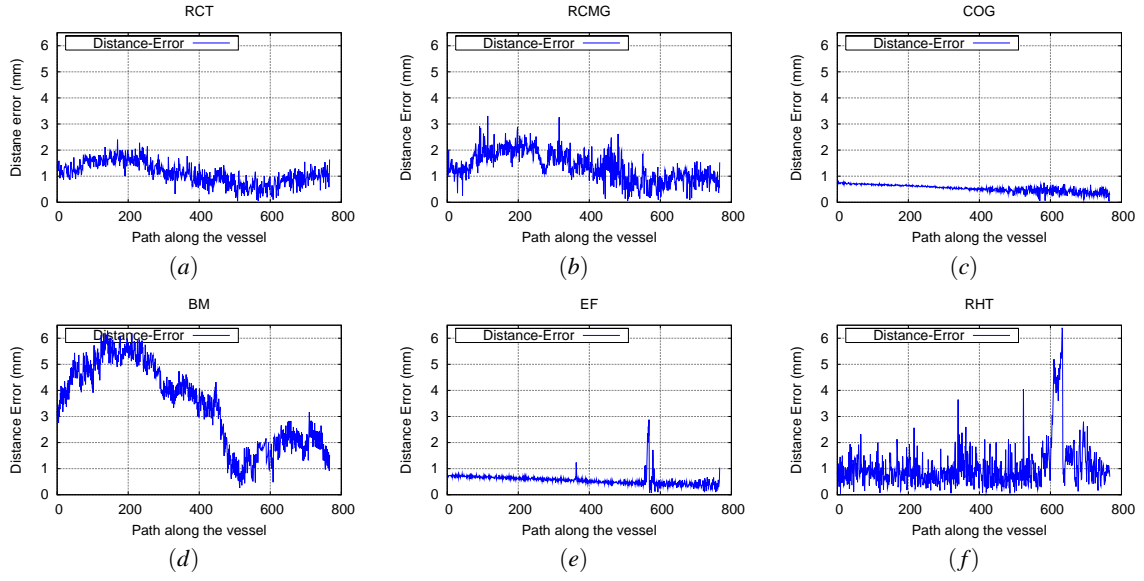 RCT
Distance-Error
Distane error (mm)
6
5
4
3
2
1
0
0 200 400 600 800
Path along the vessel
(a)
RCMG
Distance-Error
Distance Error (mm)
6
5
4
3
2
1
0
0 200 400 600 800
Path along the vessel
(b)
COG
Distance-Error
Distance Error (mm)
6
5
4
3
2
1
0
0 200 400 600 800
Path along the vessel
(c)
BM
Distance-Error
Distance Error (mm)
6
5
4
3
2
1
0
0 200 400 600 800
Path along the vessel
(d)
EF
Distance-Error
Distance Error (mm)
6
5
4
3
2
1
0
0 200 400 600 800
Path along the vessel
(e)
RHT
Distance-Error
Distance Error (mm)
6
5
4
3
2
1
0
0 200 400 600 800
Path along the vessel
(f)